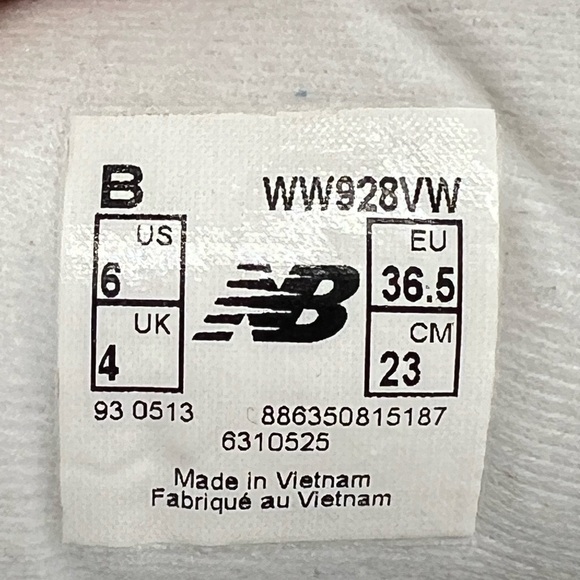 B WW928VW
US EU
6 36.5
UK CM
4 23
NB
93 0513 886350815187
6310525
Made in Vietnam
Fabriqué au Vietnam